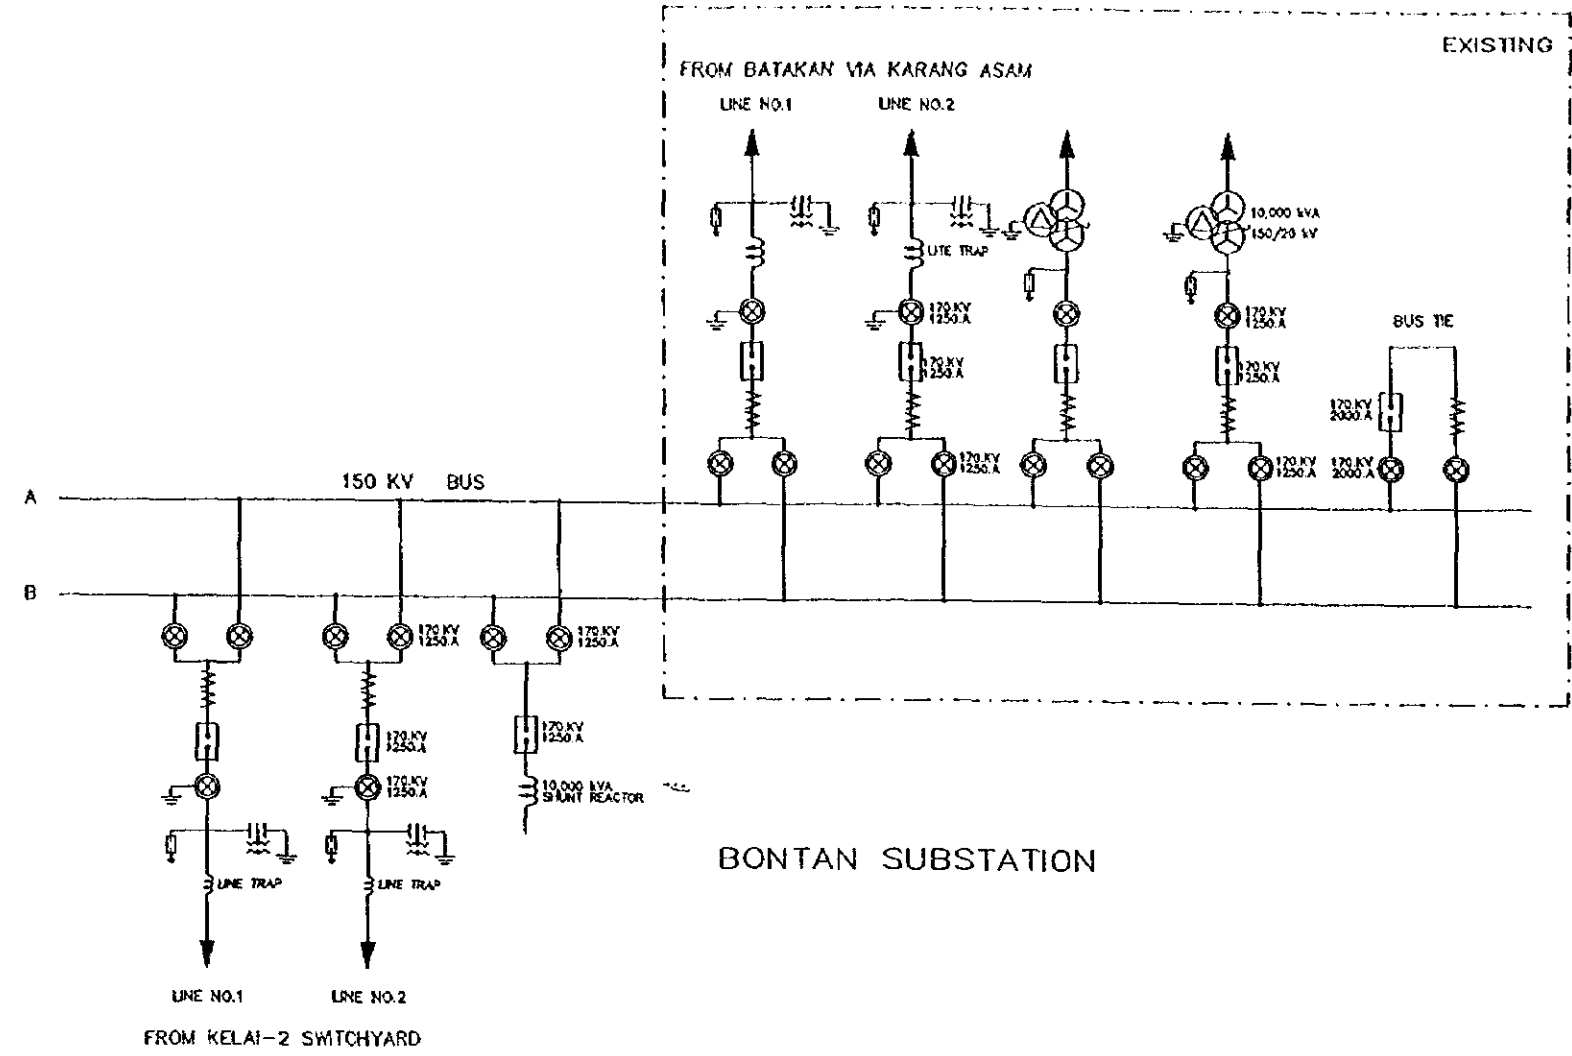 EXISTING
FROM BATAKAN VIA KARANG ASAM
LINE NO.1
LINE NO.2
10,000 kVA
150/20 kV
LITE TRAP
170.KV
1250.A
170.KV
1250.A
BUS TIE
170.KV
1250.A
170.KV
1250.A
170.KV
2000.A
170.KV
1250.A
170.KV
1250.A
170.KV
2000.A
A
150 KV BUS
B
170.KV
1250.A
170.KV
1250.A
170.KV
1250.A
170.KV
1250.A
170.KV
1250.A
10,000 kVA
SHUNT REACTOR
BONTAN SUBSTATION
LINE TRAP
LINE TRAP
LINE NO.1
LINE NO.2
FROM KELAI-2 SWITCHYARD